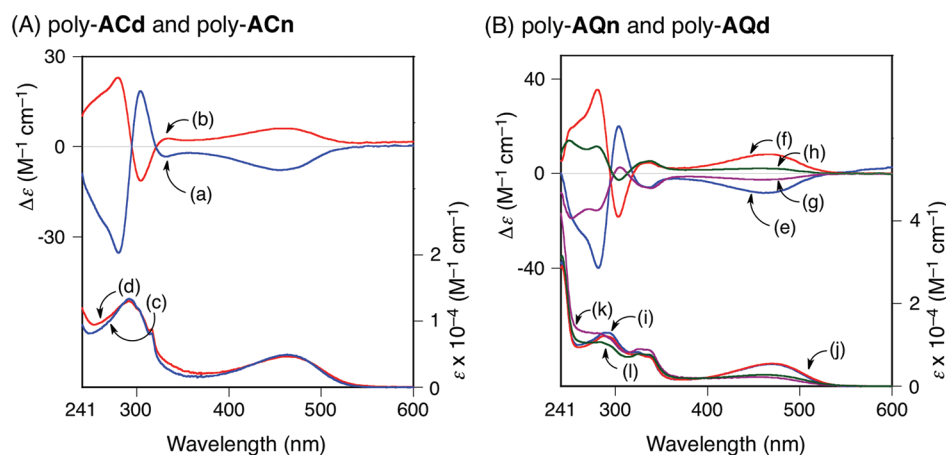 (A) poly-ACd and poly-ACn
30
0
-30
Δε (M⁻¹ cm⁻¹)
(b)
(a)
(d)
(c)
2
1
0
ε x 10⁻⁴ (M⁻¹ cm⁻¹)
241 300 400 500 600
Wavelength (nm)
(B) poly-AQn and poly-AQd
40
0
-40
Δε (M⁻¹ cm⁻¹)
(f)
(h)
(g)
(e)
(k)
(i)
(j)
(l)
4
2
0
ε x 10⁻⁴ (M⁻¹ cm⁻¹)
241 300 400 500 600
Wavelength (nm)